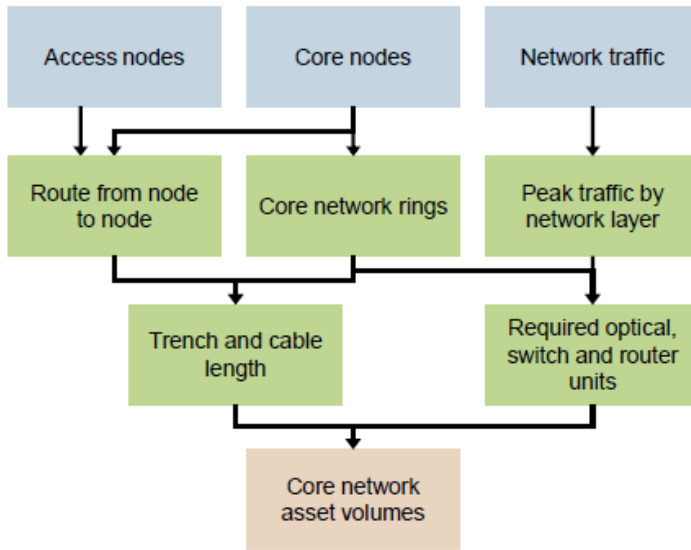 Access nodes
Core nodes
Network traffic
Route from node
to node
Core network rings
Peak traffic by
network layer
Trench and cable
length
Required optical,
switch and router
units
Core network
asset volumes